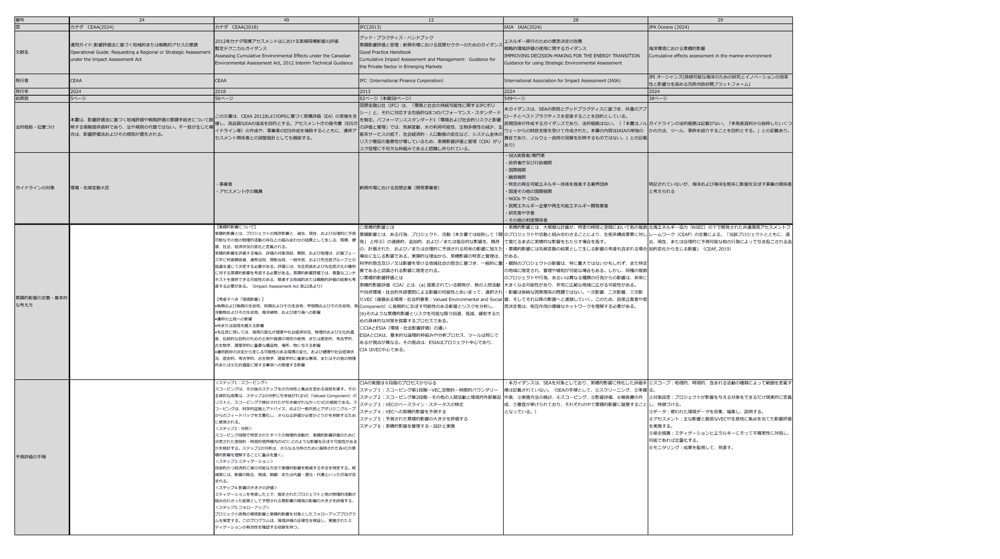 番号
24
40
12
28
29
国
カナダ　CEAA(2024)
カナダ　CEAA(2018)
IFC(2013)
IAIA　IAIA(2024)
JPA Oceans (2024)
文献名
運用ガイド:影響評価法に基づく地域的または戦略的アセスの要請
Operational Guide: Requesting a Regional or Strategic Assessment
under the Impact Assessment Act
2012年カナダ環境アセスメント法における累積環境影響の評価
暫定テクニカルガイダンス
Assessing Cumulative Environmental Effects under the Canadian
Environmental Assessment Act, 2012 Interim Technical Guidance
グッド・プラクティス・ハンドブック
累積影響評価と管理：新興市場における民間セクターのためのガイダンス
Good Practice Handbook
Cumulative Impact Assessment and Management: Guidance for
the Private Sector in Emerging Markets
エネルギー移行のための意思決定の改善
戦略的環境評価の使用に関するガイダンス
IMPROVING DECISION-MAKING FOR THE ENERGY TRANSITION
Guidance for using Strategic Environmental Assessment
海洋環境における累積的影響
Cumulative effects assessment in the marine environment
発行者
CEAA
CEAA
IFC（International Finance Corporation）
International Association for Impact Assessment (IAIA)
JPI オーシャンズ(持続可能な海洋のための研究とイノベーションの効率
性と影響力を高める汎欧州政府間プラットフォーム)
発行年
2024
2018
2013
2024
2024
総頁数
5ページ
56ページ
82ページ（本編58ページ）
549ページ
38ページ
法的根拠・位置づけ
本書は、影響評価法に基づく地域評価や戦略評価の要請手続きについて説
明する情報提供資料であり、法や規則の代替ではない。不一致が生じた場
合は、影響評価法およびその規則が優先される。
この文書は、CEAA 2012およびOPSに基づく環境評価（EA）の実施を支
援し、高品質なEAの達成を目的とする。アセスメント庁の指令書（EISガ
イドライン等）の作成や、事業者のEIS作成を補助するとともに、連邦ア
セスメント関係者との調整指針としても機能する。
国際金融公社（IFC）は、「環境と社会の持続可能性に関するIFCポリ
シー」と、それに対応する包括的な8つのパフォーマンス・スタンダード
を制定。パフォーマンススタンダード1「環境および社会的リスクと影響
の評価と管理」では、気候変動、水の利用可能性、生物多様性の減少、生
態系サービスの低下、社会経済的・人口動態の変化など、システム全体の
リスク要因の重要性が増しているため、累積影響評価と管理（CIA）がリ
スク管理に不可欠な枠組みであると認識し作られている。
本ガイダンスは、SEAの原則とグッドプラクティスに基づき、共通のアプ
ローチとベストプラクティスを促進することを目的としている。
民間団体が作成するガイダンスであり、法的根拠はない。（「本書はノル
ウェーからの財政支援を受けて作成された。本書の内容はIAIAの単独の
責任であり、ノルウェー政府の見解を反映するものではない。」との記載
あり）
ガイドラインの法的根拠は記載がない。「未発表資料から抜粋したいくつ
かの方法、ツール、事例を紹介することを目的とする。」との記載あり。
ガイドラインの対象
環境・気候変動大臣
・事業者
・アセスメント庁の職員
新興市場における民間企業（開発事業者）
・SEA実務者/専門家
・政府省庁及び行政機関
・国際機関
・融資機関
・特定の再生可能エネルギー技術を推進する業界団体
・国連その他の国際機関
・NGOs や CSOs
・民間エネルギー企業や再生可能エネルギー開発業者
・研究者や学者
・その他の利害関係者
明記されていないが、海洋および海洋生態系に影響を及ぼす事業の関係者
と考えられる
累積的影響の定義・基本的
な考え方
【累積的影響について】
累積的影響とは、プロジェクトの残存影響と、過去、現在、および合理的に予測
可能なその他の物理的活動の存在との組み合わせの結果として生じる、環境、健
康、社会、経済状況の変化と定義される。
累積的影響を評価する場合、評価の対象項目、期間、および地理は、計画フェー
ズ中に利害関係者、連邦当局、規制当局、一般市民、および先住民グループとの
協議を通じて決定する必要がある。評価には、先住民族および先住民文化の権利
に対する累積的影響を考慮する必要がある。累積的影響評価では、貴重なコンテ
キストを提供できる可能性のある、関連する地域的または戦略的評価の結果も考
慮する必要がある。（Impact Assessment Act 第22条より）
【考慮すべき「環境影響」】
•魚類および魚類の生息地、貝類およびその生息地、甲殻類およびその生息地、海
洋動物およびその生息地、海洋植物、および渡り鳥への影響
•連邦の土地への影響
•州または国境を越える影響
•先住民に関しては、環境の変化が健康や社会経済状況、物理的および文化的遺
産、伝統的な目的のための土地や資源の現在の使用、または歴史的、考古学的、
古生物学、建築学的に重要な構造物、場所、物に与える影響
•連邦政府の決定から生じる可能性のある環境の変化、および健康や社会経済状
況、歴史的、考古学的、古生物学、建築学的に重要な事項、またはその他の物理
的または文化的遺産に関する事項への関連する影響
〇累積的影響とは
累積影響とは、ある行為、プロジェクト、活動（本文書では総称して「開
発」 と呼ぶ）の連続的、追加的、および／または複合的な影響を、既存
の、計画された、および／または合理的に予測される将来の影響に加えた
場合に生じる影響である。実際的な理由から、累積影響の特定と管理は、
科学的懸念及び／又は影響を受ける地域社会の懸念に基づき、一般的に重
要であると認識される影響に限定される。
〇累積的影響評価とは
累積的影響評価（CIA）とは、(a) 提案されている開発が、他の人間活動
や自然環境・社会的外部要因による影響の可能性とあいまって、選択され
たVEC（価値ある環境・社会的要素：Valued Environmental and Social
Component）に長期的に及ぼす可能性のある影響とリスクを分析し、
(b)そのような累積的影響とリスクを可能な限り回避、低減、緩和するた
めの具体的な対策を提案するプロセスである。
〇CIAとESIA（環境・社会影響評価）の違い
ESIAとCIAは、基本的な論理的枠組みや分析プロセス、ツールは同じで
あるが視点が異なる。その視点は、ESIAはプロジェクト中心であり、
CIA はVEC中心である。
・累積的影響とは、大規模な計画が、特定の時間と空間において他の複数
のプロジェクトや活動と組み合わさることにより、生態系構成要素に対し
て雪だるま式に累積的な影響をもたらす場合を指す。
・累積的影響には気候変動の結果として生じる影響の考慮も含まれる場合
がある。
・個別のプロジェクトの影響は、特に重大ではないかもしれず、また特定
の地域に限定され、管理や緩和が可能な場合もある。しかし、同種の複数
のプロジェクトや行為、あるいは異なる種類の行為からの影響は、非常に
大きくなる可能性があり、非常に広範な地域に広がる可能性がある。
・影響は単純な因果関係の問題ではない。一次影響、二次影響、三次影
響、そしてそれ以降の影響へと連鎖していく。このため、政策立案者や意
思決定者は、相互作用の複雑なネットワークを理解する必要がある。
北海エネルギー協力（NSEC）の下で開発された共通環境アセスメントフ
レームワーク（CEAF）の定義による。「当該プロジェクトとともに、過
去、現在、または合理的に予測可能な他の行為によって引き起こされる追
加的変化から生じる影響」（CEAF, 2019）
予測評価の手順
＜ステップ1：スコーピング＞
スコーピングは、その後のステップをの方向性と焦点を定める役割を果す。その
全体的な成果は、ステップ2の分析に引き継がれるVC（Valued Component）の
リストと、スコーピングで検討されたが引き継がれなかったVCの根拠である。ス
コーピングは、科学的証拠とアドバイス、および一般市民とアボリジニグループ
からのフィードバックを文書化し、さらなる評価が必要かどうかを判断するため
に使用される。
＜ステップ2：分析＞
スコーピング段階で特定されたすべての物理的活動が、累積的影響評価のために
決定された空間的・時間的境界線内のVCにどのような影響を及ぼす可能性がある
かを検討する。ステップ2の分析は、さらなる分析のために保持された各VCの累
積的影響を理解することに重点を置く。
＜ステップ3:ミティゲーション＞
技術的かつ経済的に実行可能な方法で累積的影響を軽減する手法を特定する。軽
減策には、影響の除去、削減、制御、または代替・復元・代償といった行為が含
まれる。
＜ステップ4:影響の大きさの評価＞
ミティゲーションを考慮した上で、指定されたプロジェクトと他の物理的活動が
組み合わさった結果として予想される悪影響の環境の影響の大きさを評価する。
＜ステップ5:フォローアップ＞
プロジェクト固有の環境影響と累積的影響を対象としたフォローアッププログラ
ムを策定する。このプログラムは、環境評価の正確性を検証し、実施されたミ
ティゲーションの有効性を確認する役割を持つ。
CIAの実施は６段階のプロセスからなる
ステップ１：スコーピング第1段階―VEC,空間的・時間的バウンダリー
ステップ２：スコーピング第2段階―その他の人間活動と環境的外部要因
ステップ３：VECのベースライン・ステータスの特定
ステップ４：VECへの累積的影響を予測する
ステップ５：予測された累積的影響の大きさを評価する
ステップ６：累積的影響を管理する－設計と実施
・本ガイダンスは、SEAを対象としており、累積的影響に特化した評価手
順は記載されていない。（SEAの手順として、①スクリーニング、②準備
作業、③実施方法の検討、④スコーピング、⑤影響評価、⑥報告書の作
成、⑦審査が挙げられており、それぞれの中で累積的影響に留意すること
となっている。）
①スコープ：地理的、時間的、含まれる活動の種類によって範囲を定義す
る。
②対象設定：プロジェクトが影響を与える対象をできるだけ現実的に定義
し、特徴づける。
③データ：使われた環境データを収集、編集し、説明する。
④アセスメント：主な影響と脆弱なVECや生息地に焦点を当てた影響評価
を実施する。
⑤保全措置：ミティゲーションヒエラルキーにそって不確実性に対処し、
可能であれば定量化する。
⑥モニタリング：成果を監視して、見直す。